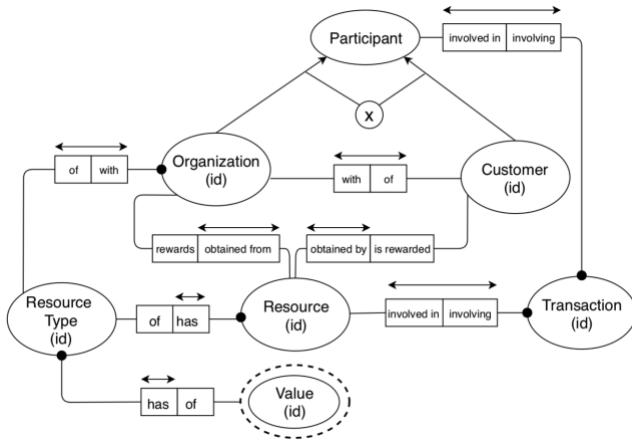 Participant
involved in
involving
X
Organization
(id)
of
with
with
of
Customer
(id)
rewards
obtained from
obtained by
is rewarded
Resource
Type
(id)
of
has
Resource
(id)
involved in
involving
Transaction
(id)
has
of
Value
(id)